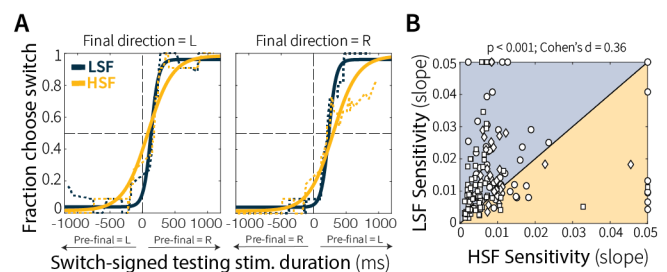 A
Final direction = L
Final direction = R
LSF
HSF
Fraction choose switch
1
0.8
0.6
0.4
0.2
0
-1000 -500 0 500 1000
-1000 -500 0 500 1000
Pre-final = L
Pre-final = R
Pre-final = R
Pre-final = L
Switch-signed testing stim. duration (ms)
B
p < 0.001; Cohen's d = 0.36
LSF Sensitivity (slope)
0.05
0.04
0.03
0.02
0.01
0
0 0.01 0.02 0.03 0.04 0.05
HSF Sensitivity (slope)